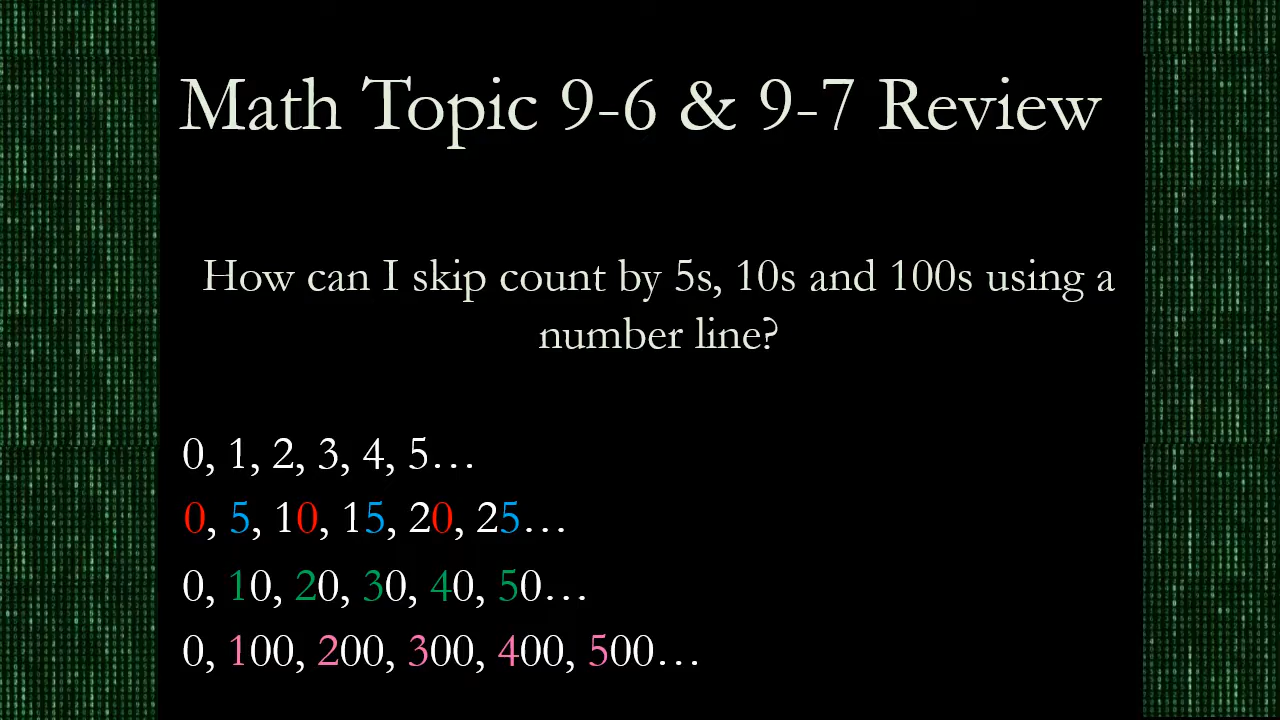 Math Topic 9-6 & 9-7 Review
How can I skip count by 5s, 10s and 100s using a
number line?
0, 1, 2, 3, 4, 5…
0, 5, 10, 15, 20, 25…
0, 10, 20, 30, 40, 50…
0, 100, 200, 300, 400, 500…